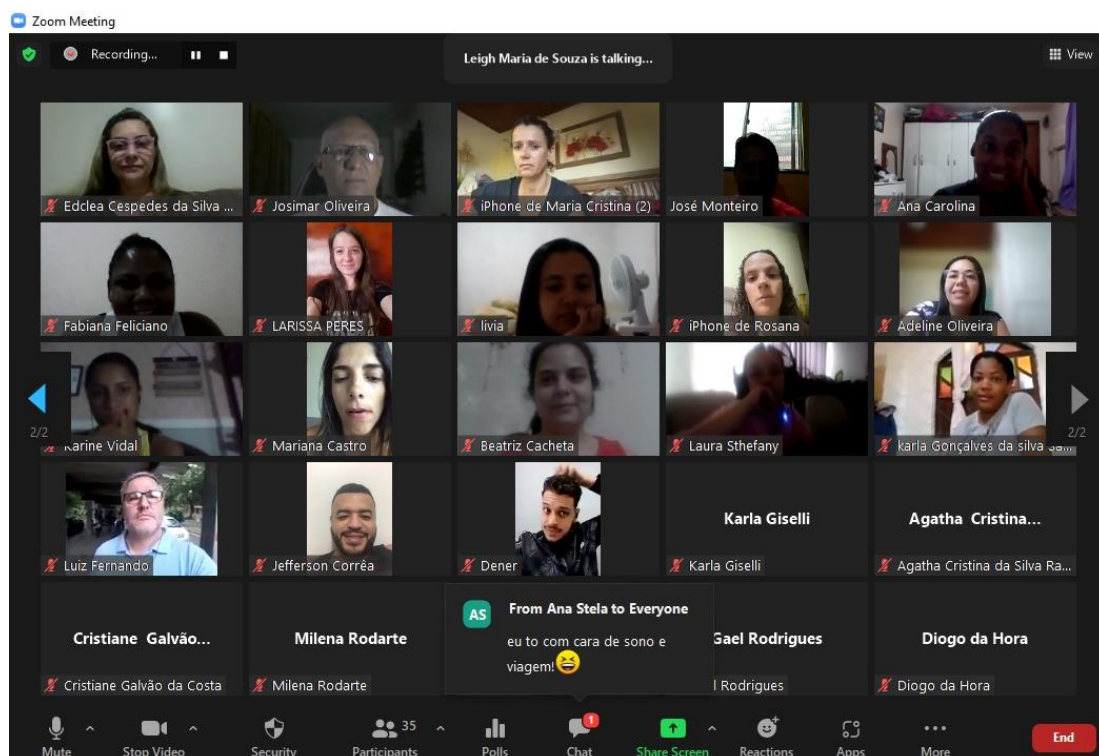 Zoom Meeting
Recording...
Leigh Maria de Souza is talking...
View
Edclea Cespedes da Silva ...
Josimar Oliveira
iPhone de Maria Cristina (2)
José Monteiro
Ana Carolina
Fabiana Feliciano
LARISSA PERES
livia
iPhone de Rosana
Adeline Oliveira
2/2
Karine Vidal
Mariana Castro
Beatriz Cacheta
Laura Sthefany
karla Gonçalves da silva
2/2
Luiz Fernando
Jefferson Corrêa
Dener
Karla Giselli
Karla Giselli
Agatha Cristina...
Agatha Cristina da Silva Ra...
Cristiane Galvão...
Cristiane Galvão da Costa
Milena Rodarte
Milena Rodarte
AS
From Ana Stela to Everyone
eu to com cara de sono e
viagem!😆
Gael Rodrigues
l Rodrigues
Diogo da Hora
Diogo da Hora
Mute
Stop Video
Security
35
Participants
Polls
1
Chat
Share Screen
Reactions
Apps
More
End